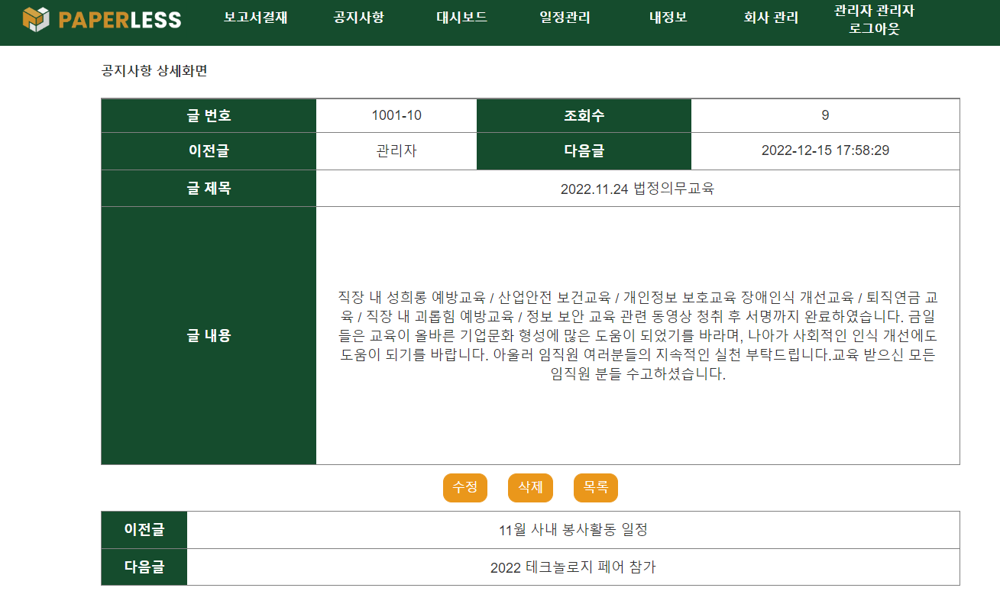 PAPERLESS
보고서결재 공지사항 대시보드 일정관리 내정보 회사 관리 관리자 관리자
로그아웃
공지사항 상세화면
글 번호 1001-10 조회수 9
이전글 관리자 다음글 2022-12-15 17:58:29
글 제목 2022.11.24 법정의무교육
글 내용
직장 내 성희롱 예방교육 / 산업안전 보건교육 / 개인정보 보호교육 장애인식 개선교육 / 퇴직연금 교
육 / 직장 내 괴롭힘 예방교육 / 정보 보안 교육 관련 동영상 청취 후 서명까지 완료하였습니다. 금일
들은 교육이 올바른 기업문화 형성에 많은 도움이 되었기를 바라며, 나아가 사회적인 인식 개선에도
도움이 되기를 바랍니다. 아울러 임직원 여러분들의 지속적인 실천 부탁드립니다.교육 받으신 모든
임직원 분들 수고하셨습니다.
수정 삭제 목록
이전글 11월 사내 봉사활동 일정
다음글 2022 테크놀로지 페어 참가